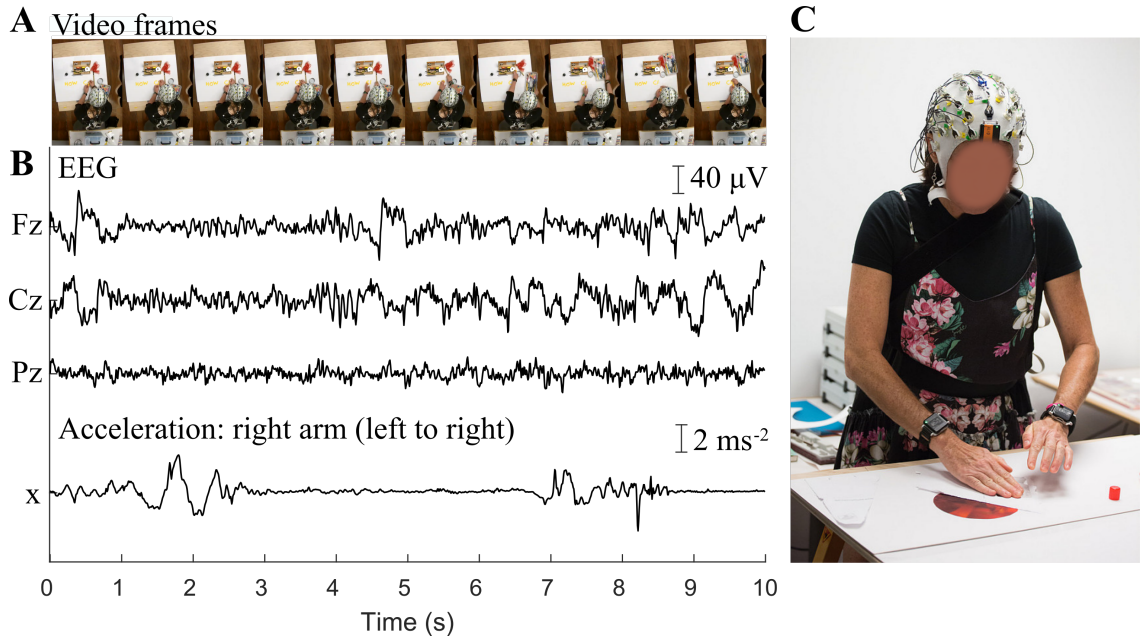 A
Video frames
C
B
EEG
40 μV
Fz
Cz
Pz
Acceleration: right arm (left to right)
2 ms-2
x
0 1 2 3 4 5 6 7 8 9 10
Time (s)